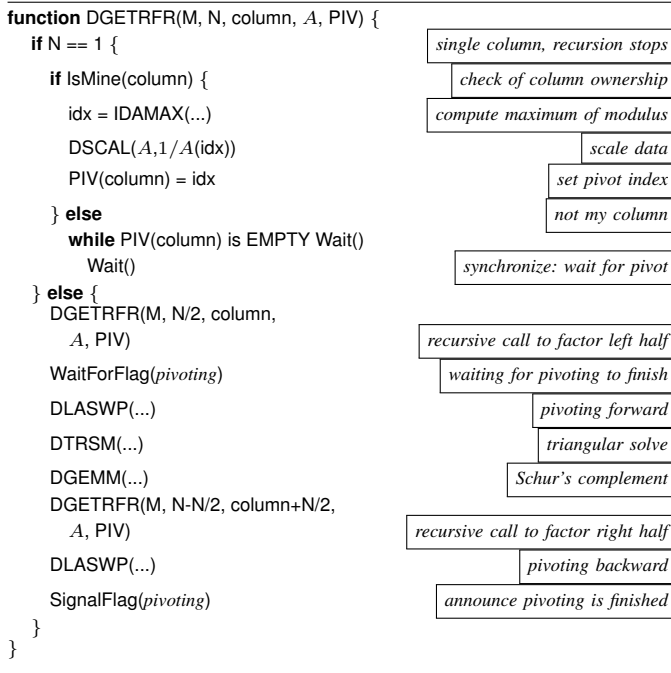 function DGETRFR(M, N, column, A, PIV) {
if N == 1 { single column, recursion stops
if IsMine(column) { check of column ownership
idx = IDAMAX(...) compute maximum of modulus
DSCAL(A,1/A(idx)) scale data
PIV(column) = idx set pivot index
} else not my column
while PIV(column) is EMPTY Wait()
Wait() synchronize: wait for pivot
} else {
DGETRFR(M, N/2, column,
A, PIV) recursive call to factor left half
WaitForFlag(pivoting) waiting for pivoting to finish
DLASWP(...) pivoting forward
DTRSM(...) triangular solve
DGEMM(...) Schur's complement
DGETRFR(M, N-N/2, column+N/2,
A, PIV) recursive call to factor right half
DLASWP(...) pivoting backward
SignalFlag(pivoting) announce pivoting is finished
}
}